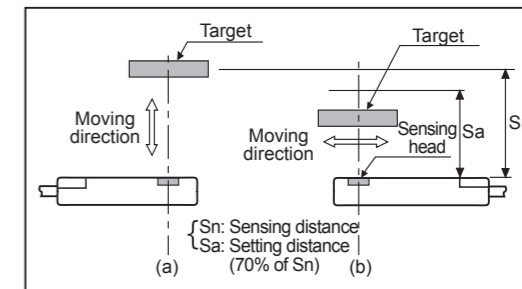 Target
Target
Moving
direction
Moving
direction
Sensing
head
Sa
S
Sn: Sensing distance
Sa: Setting distance
(70% of Sn)
(a)
(b)